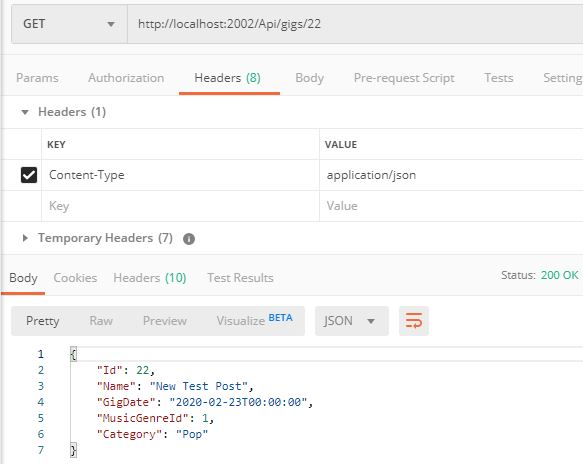 GET http://localhost:2002/Api/gigs/22
Params Authorization Headers (8) Body Pre-request Script Tests Setting
Headers (1)
KEY VALUE
Content-Type application/json
Key Value
Temporary Headers (7) i
Body Cookies Headers (10) Test Results Status: 200 OK
Pretty Raw Preview Visualize BETA JSON
1 {
2 "Id": 22,
3 "Name": "New Test Post",
4 "GigDate": "2020-02-23T00:00:00",
5 "MusicGenreId": 1,
6 "Category": "Pop"
7 }